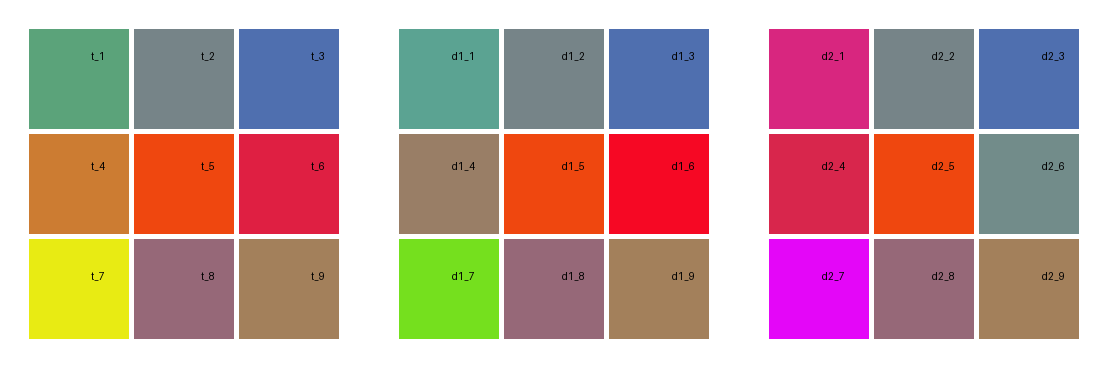 t_1 t_2 t_3 d1_1 d1_2 d1_3 d2_1 d2_2 d2_3
t_4 t_5 t_6 d1_4 d1_5 d1_6 d2_4 d2_5 d2_6
t_7 t_8 t_9 d1_7 d1_8 d1_9 d2_7 d2_8 d2_9